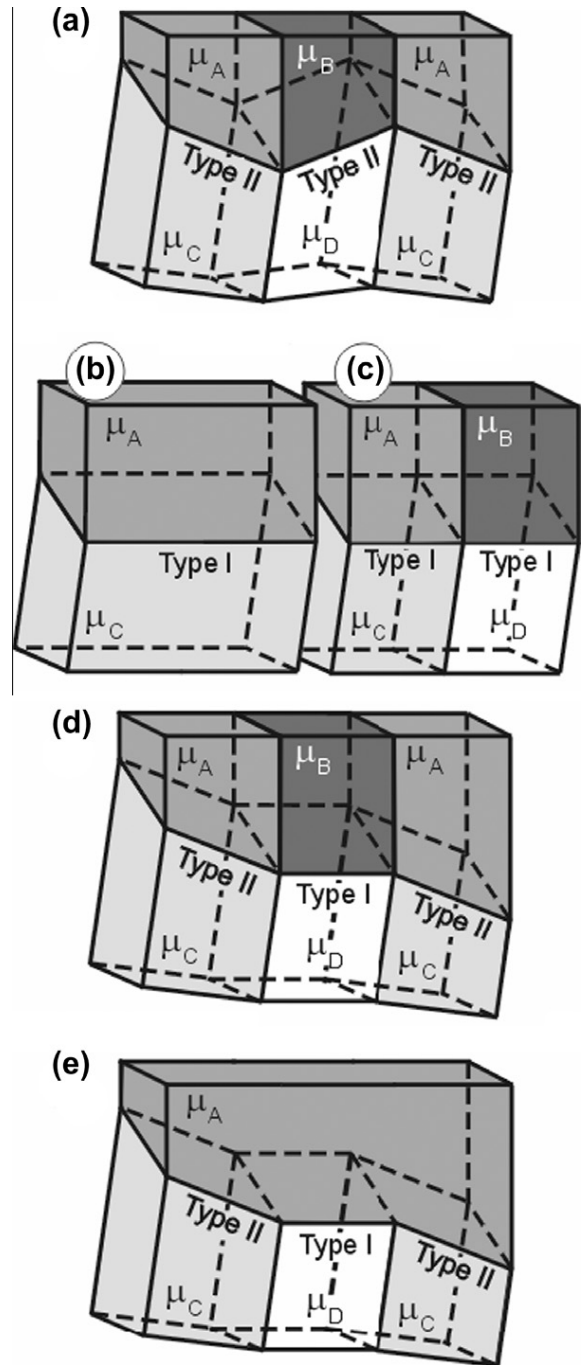 (a)
μA μB μA
Type II Type II Type II
μC μD μC
(b) (c)
μA μA μB
Type I Type I Type I
μC μC μD
(d)
μA μB μA
Type II Type I Type II
μC μD μC
(e)
μA
Type II Type I Type II
μC μD μC